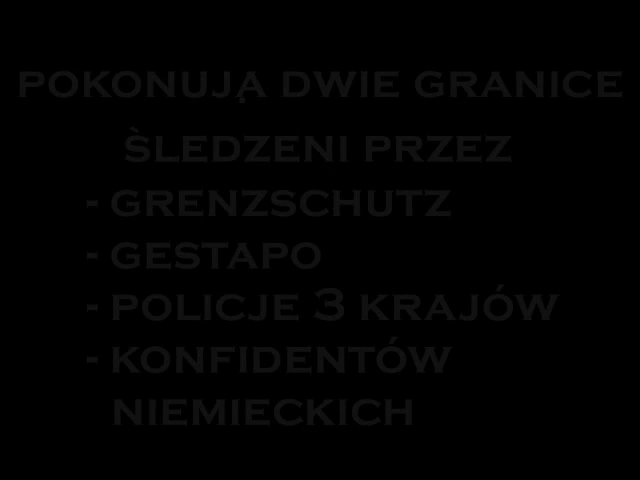 POKONUJĄ DWIE GRANICE
ŚLEDZENI PRZEZ
- GRENZSCHUTZ
- GESTAPO
- POLICJE 3 KRAJÓW
- KONFIDENTÓW
NIEMIECKICH